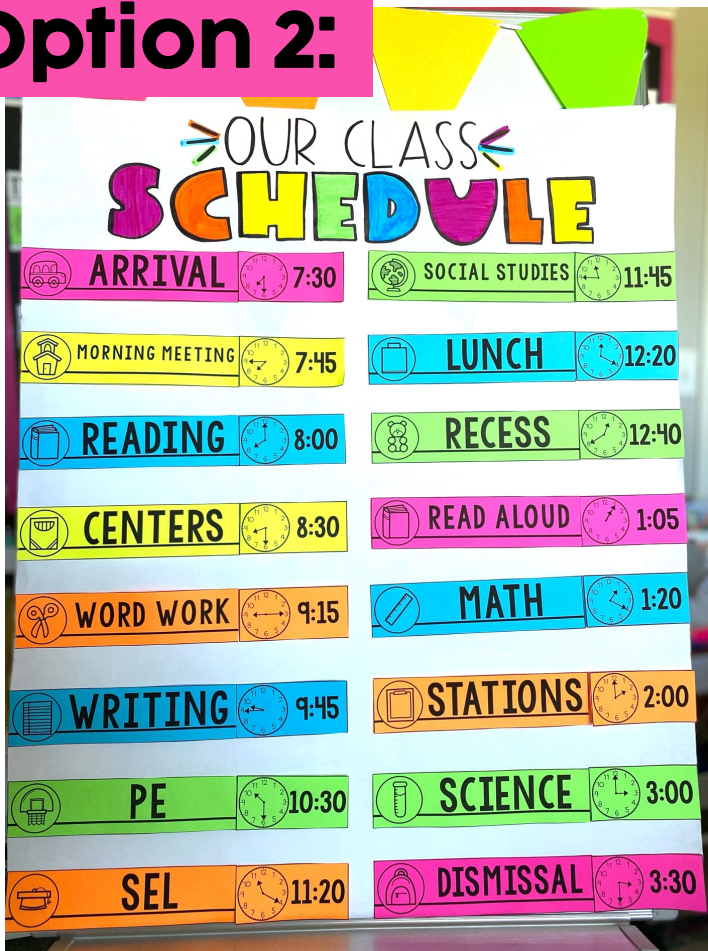 Option 2:
OUR CLASS
SCHEDULE
ARRIVAL 7:30
MORNING MEETING 7:45
READING 8:00
CENTERS 8:30
WORD WORK 9:15
WRITING 9:45
PE 10:30
SEL 11:20
SOCIAL STUDIES 11:45
LUNCH 12:20
RECESS 12:40
READ ALOUD 1:05
MATH 1:20
STATIONS 2:00
SCIENCE 3:00
DISMISSAL 3:30